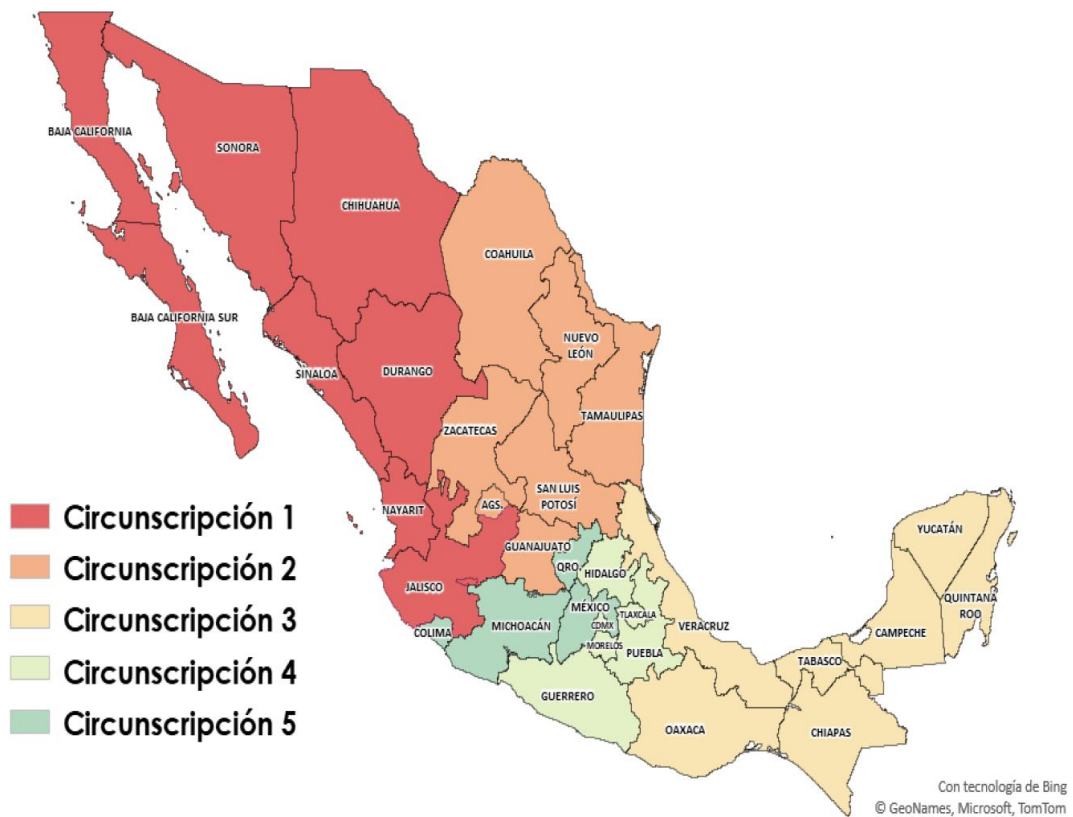 BAJA CALIFORNIA
SONORA
CHIHUAHUA
COAHUILA
BAJA CALIFORNIA SUR
NUEVO
LEÓN
SINALOA
DURANGO
TAMAULIPAS
ZACATECAS
SAN LUIS
POTOSÍ
AGS.
NAYARIT
GUANAJUATO
QRO.
HIDALGO
JALISCO
MÉXICO
TLAXCALA
CDMX
COLIMA
MICHOACÁN
MORELOS
PUEBLA
VERACRUZ
GUERRERO
OAXACA
YUCATÁN
QUINTANA
ROO
CAMPECHE
TABASCO
CHIAPAS
Circunscripción 1
Circunscripción 2
Circunscripción 3
Circunscripción 4
Circunscripción 5
Con tecnología de Bing
© GeoNames, Microsoft, TomTom